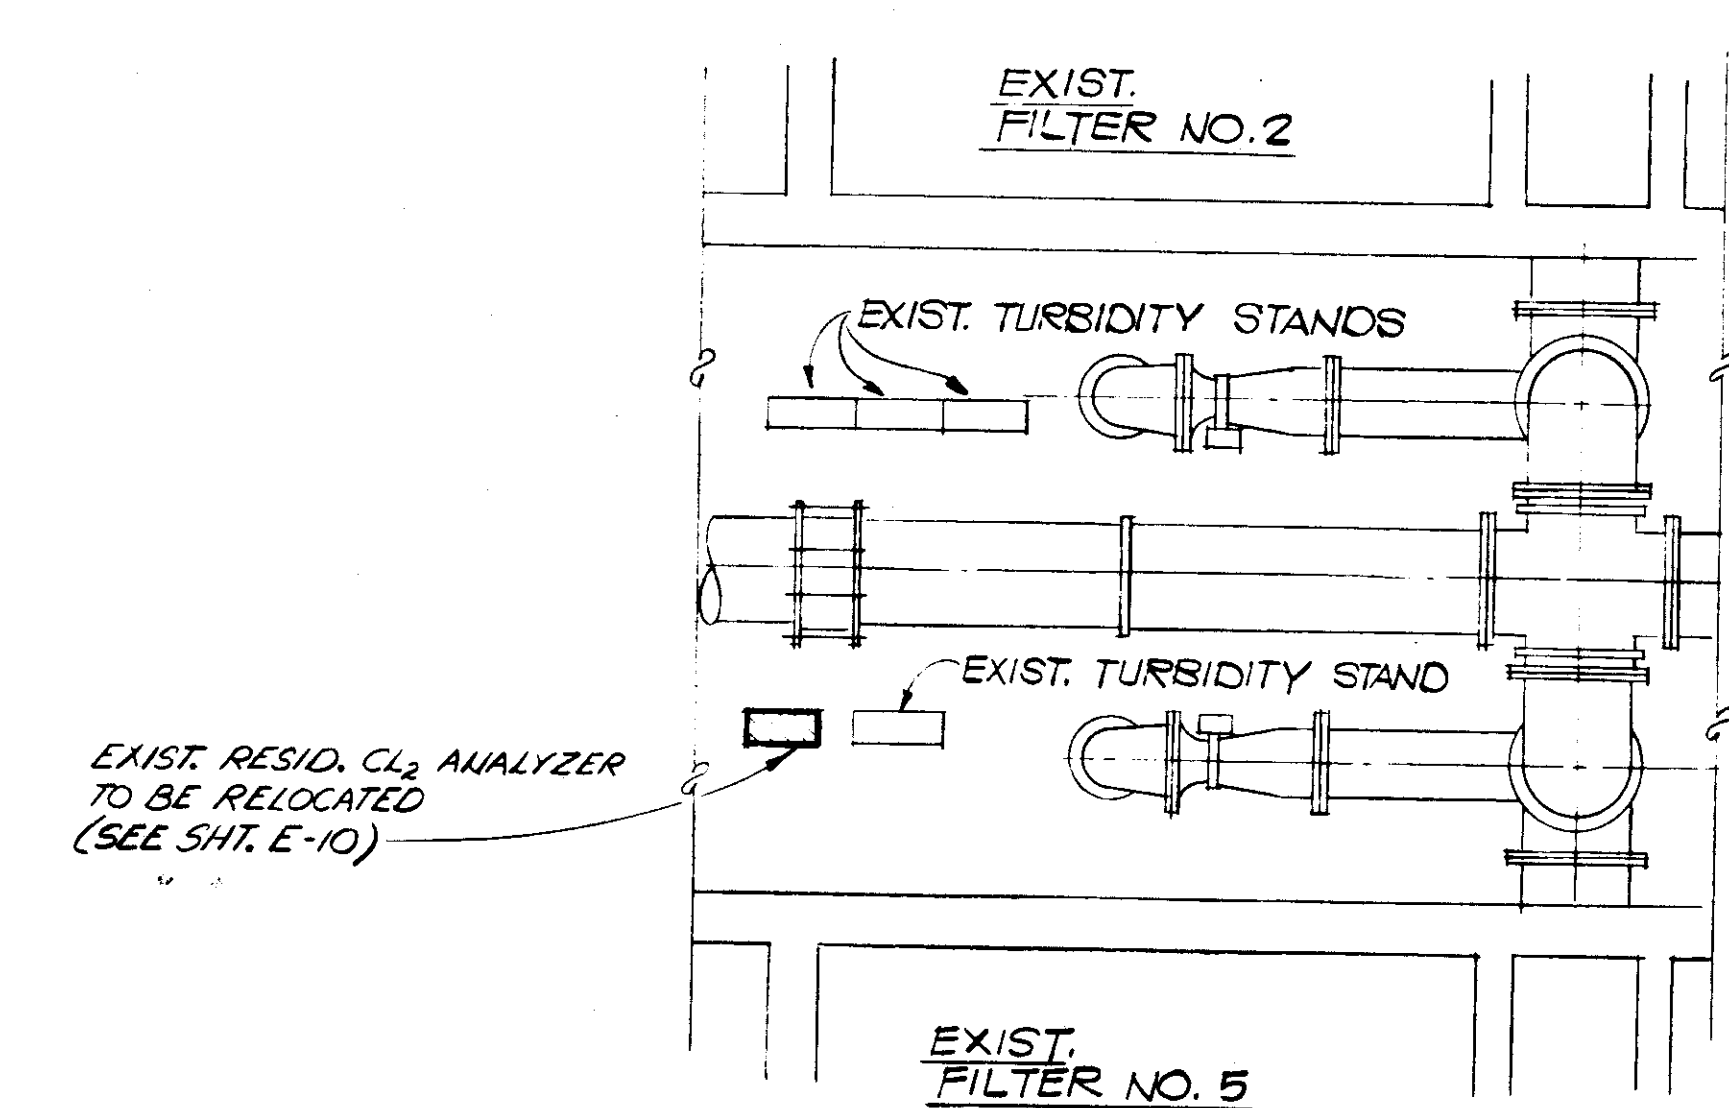 EXIST.
FILTER NO. 2
EXIST. TURBIDITY STANDS
EXIST. TURBIDITY STAND
EXIST. RESID. CL2 ANALYZER
TO BE RELOCATED
(SEE SHT. E-10)
EXIST.
FILTER NO. 5